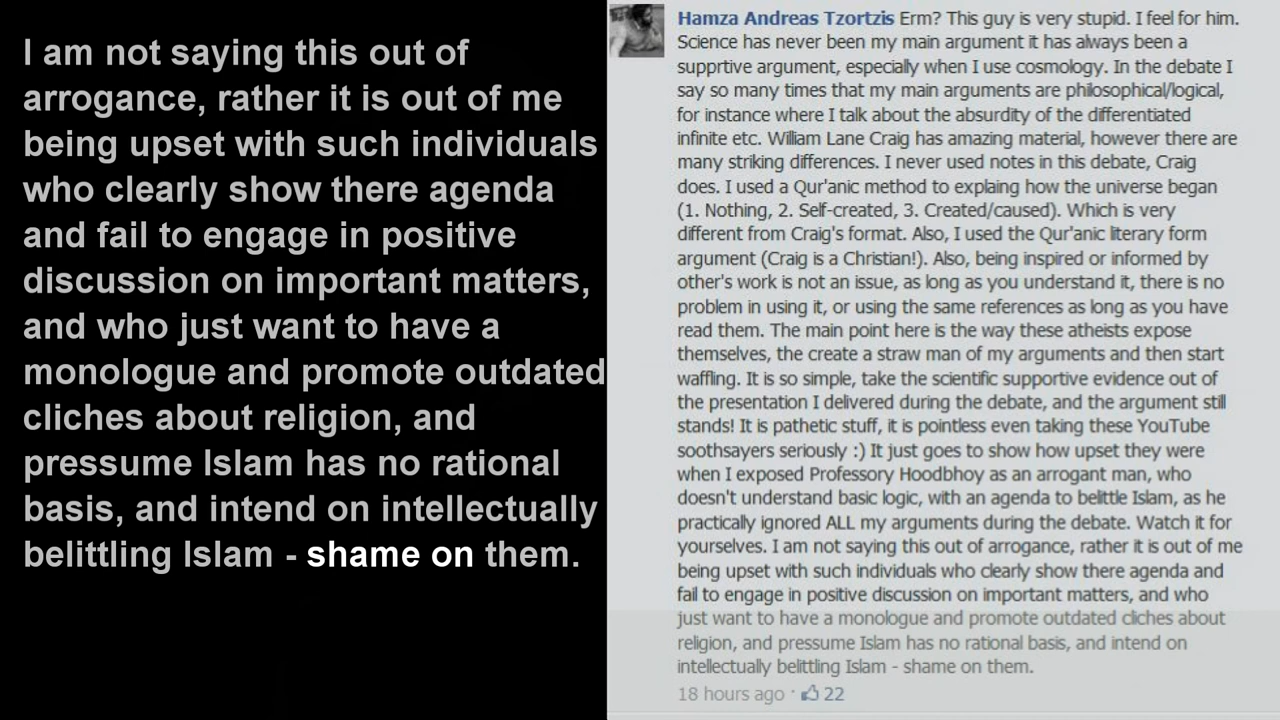 I am not saying this out of
arrogance, rather it is out of me
being upset with such individuals
who clearly show there agenda
and fail to engage in positive
discussion on important matters,
and who just want to have a
monologue and promote outdated
cliches about religion, and
pressume Islam has no rational
basis, and intend on intellectually
belittling Islam - shame on them.
Hamza Andreas Tzortzis Erm? This guy is very stupid. I feel for him.
Science has never been my main argument it has always been a
supprtive argument, especially when I use cosmology. In the debate I
say so many times that my main arguments are philosophical/logical,
for instance where I talk about the absurdity of the differentiated
infinite etc. William Lane Craig has amazing material, however there are
many striking differences. I never used notes in this debate, Craig
does. I used a Qur'anic method to explaing how the universe began
(1. Nothing, 2. Self-created, 3. Created/caused). Which is very
different from Craig's format. Also, I used the Qur'anic literary form
argument (Craig is a Christian!). Also, being inspired or informed by
other's work is not an issue, as long as you understand it, there is no
problem in using it, or using the same references as long as you have
read them. The main point here is the way these atheists expose
themselves, the create a straw man of my arguments and then start
waffling. It is so simple, take the scientific supportive evidence out of
the presentation I delivered during the debate, and the argument still
stands! It is pathetic stuff, it is pointless even taking these YouTube
soothsayers seriously :) It just goes to show how upset they were
when I exposed Professory Hoodbhoy as an arrogant man, who
doesn't understand basic logic, with an agenda to belittle Islam, as he
practically ignored ALL my arguments during the debate. Watch it for
yourselves. I am not saying this out of arrogance, rather it is out of me
being upset with such individuals who clearly show there agenda and
fail to engage in positive discussion on important matters, and who
just want to have a monologue and promote outdated cliches about
religion, and pressume Islam has no rational basis, and intend on
intellectually belittling Islam - shame on them.
18 hours ago · 22